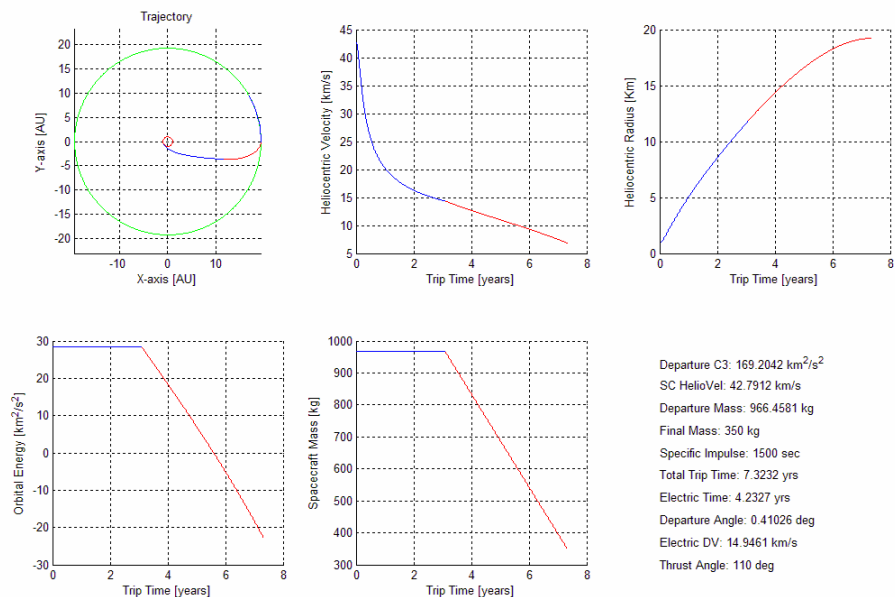 Trajectory
20
15
10
5
0
-5
-10
-15
-20
Y-axis [AU]
-10
0
10
X-axis [AU]
45
40
35
30
25
20
15
10
5
Heliocentric Velocity [km/s]
0
2
4
6
8
Trip Time [years]
20
15
10
5
0
Heliocentric Radius [Km]
0
2
4
6
8
Trip Time [years]
30
20
10
0
-10
-20
-30
Orbital Energy [km2/s2]
0
2
4
6
8
Trip Time [years]
1000
900
800
700
600
500
400
300
Spacecraft Mass [kg]
0
2
4
6
8
Trip Time [years]
Departure C3: 169.2042 km2/s2
SC HelioVel: 42.7912 km/s
Departure Mass: 966.4581 kg
Final Mass: 350 kg
Specific Impulse: 1500 sec
Total Trip Time: 7.3232 yrs
Electric Time: 4.2327 yrs
Departure Angle: 0.41026 deg
Electric DV: 14.9461 km/s
Thrust Angle: 110 deg